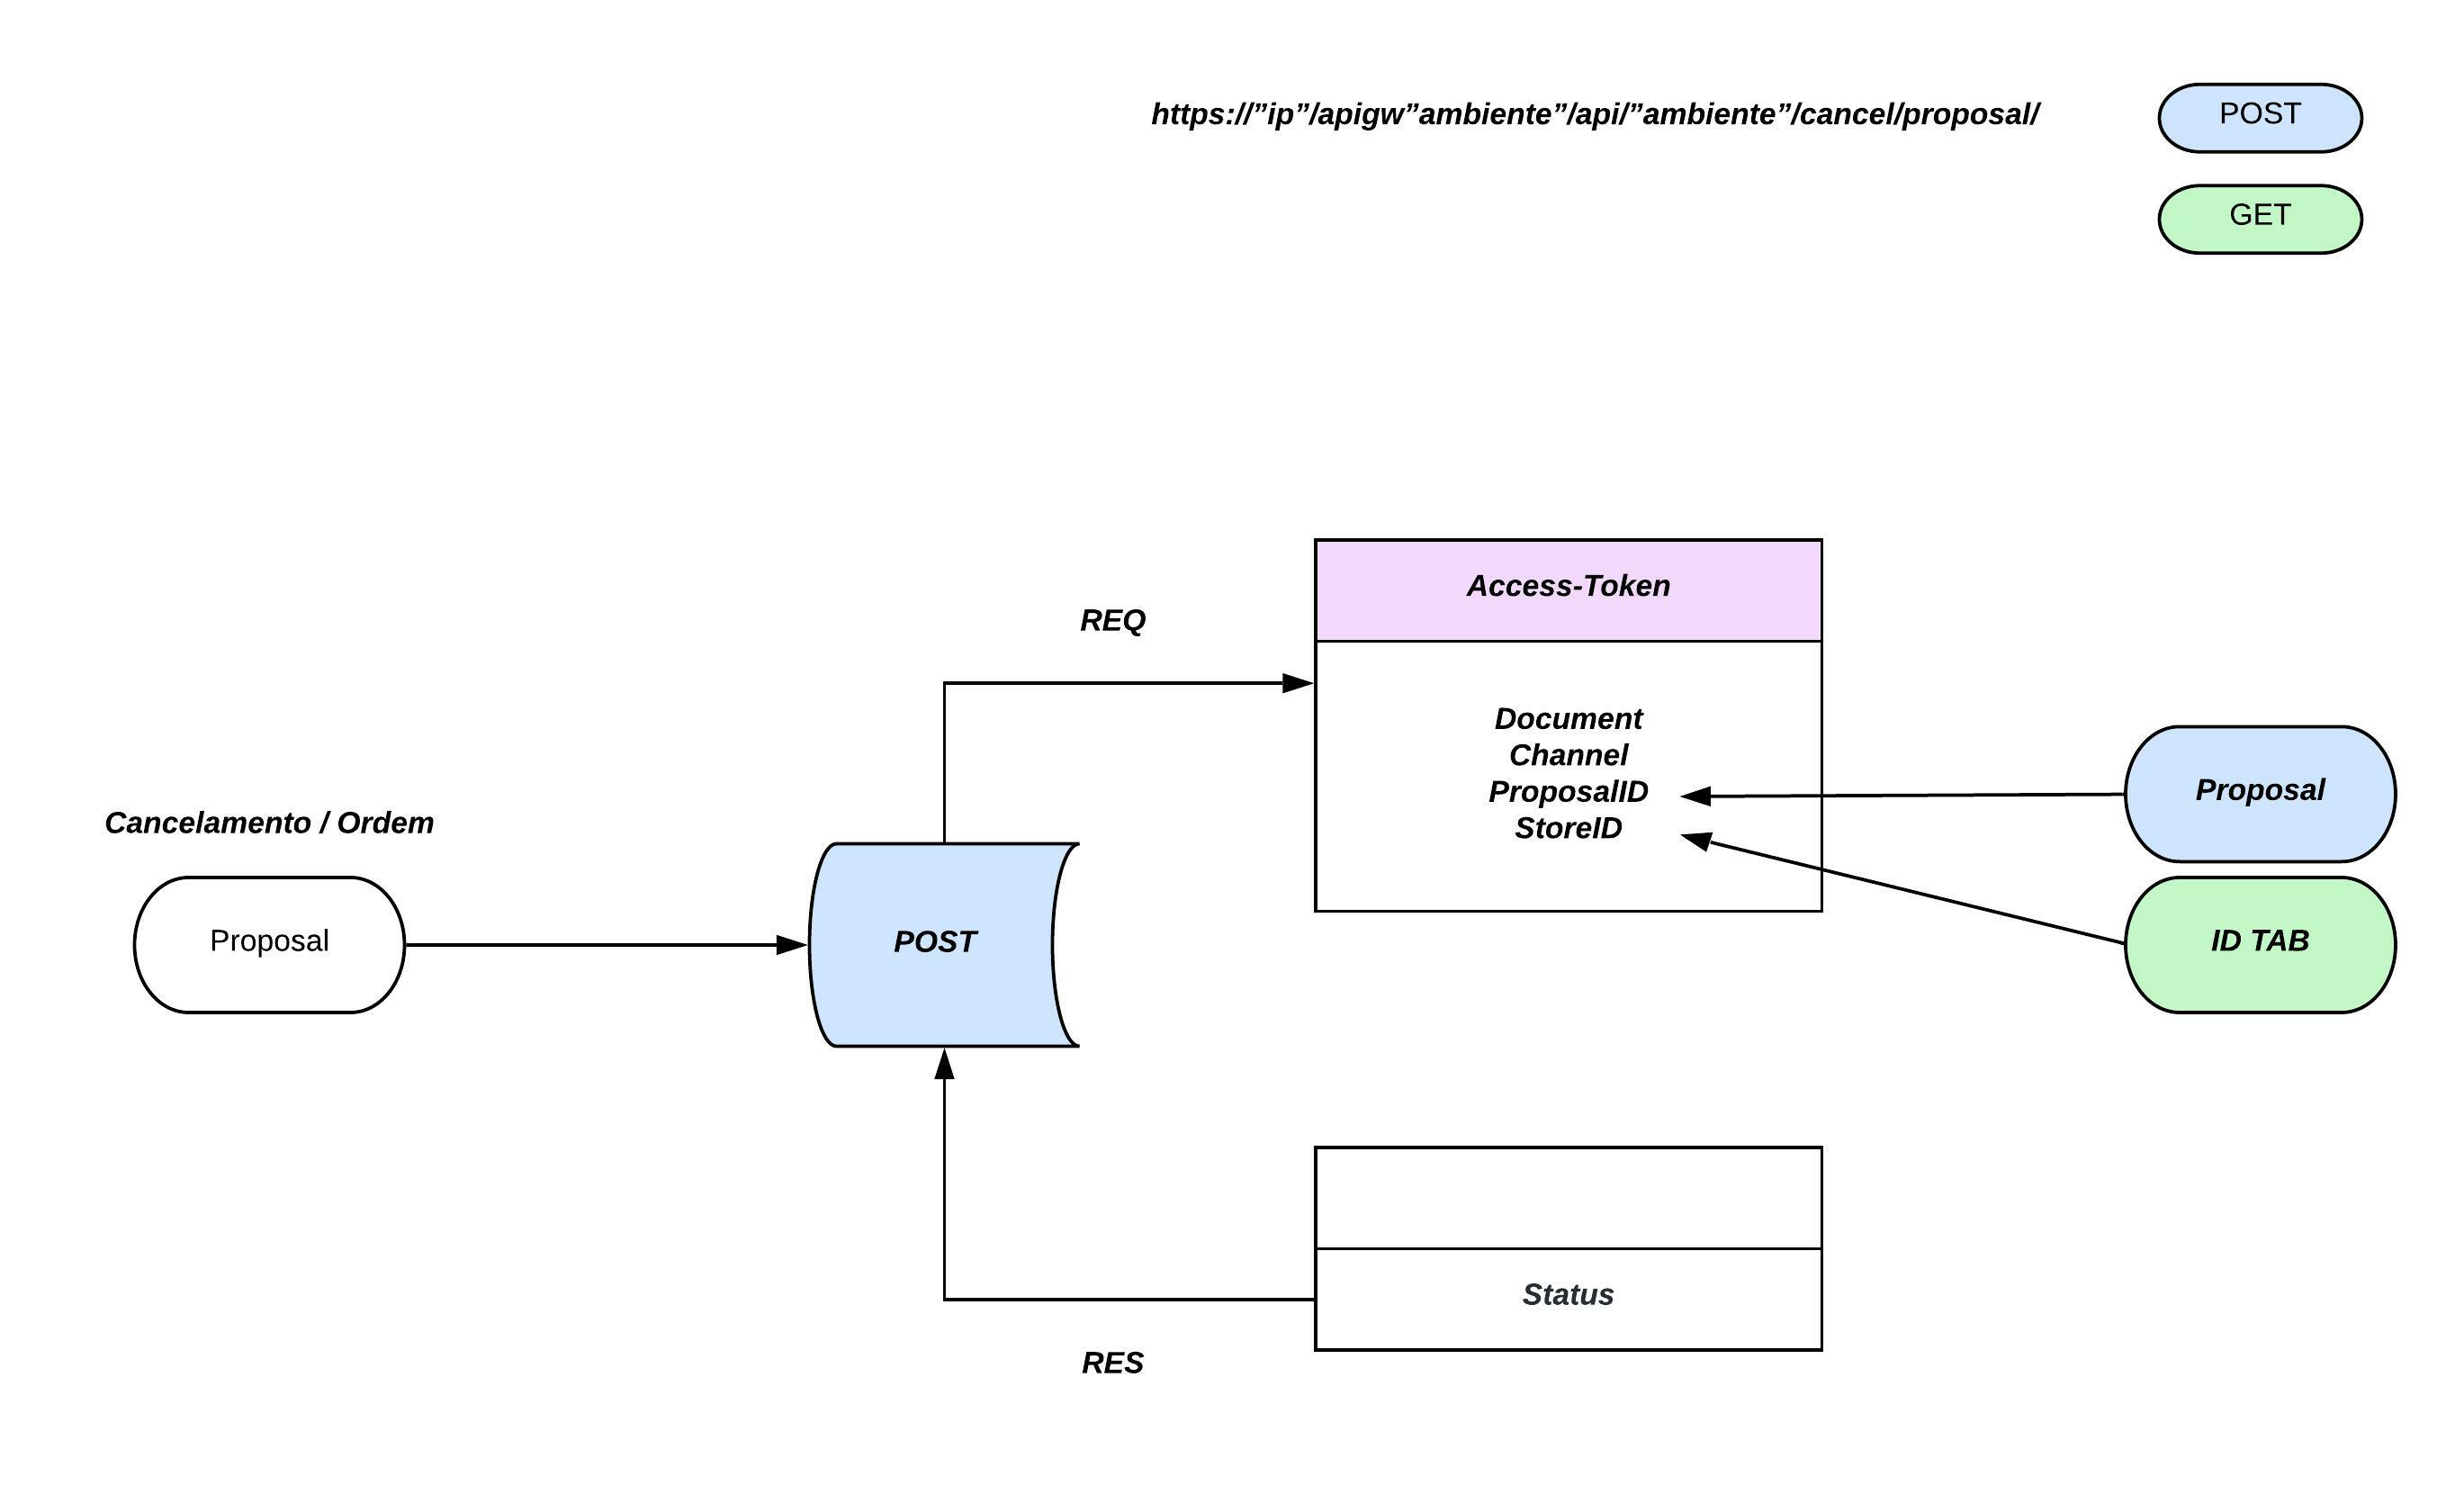 https://”ip”/apigw”ambiente”/api/”ambiente”/cancel/proposal/
POST
GET
Access-Token
REQ
Document
Channel
ProposalID
StoreID
Proposal
Cancelamento / Ordem
Proposal
POST
ID TAB
Status
RES